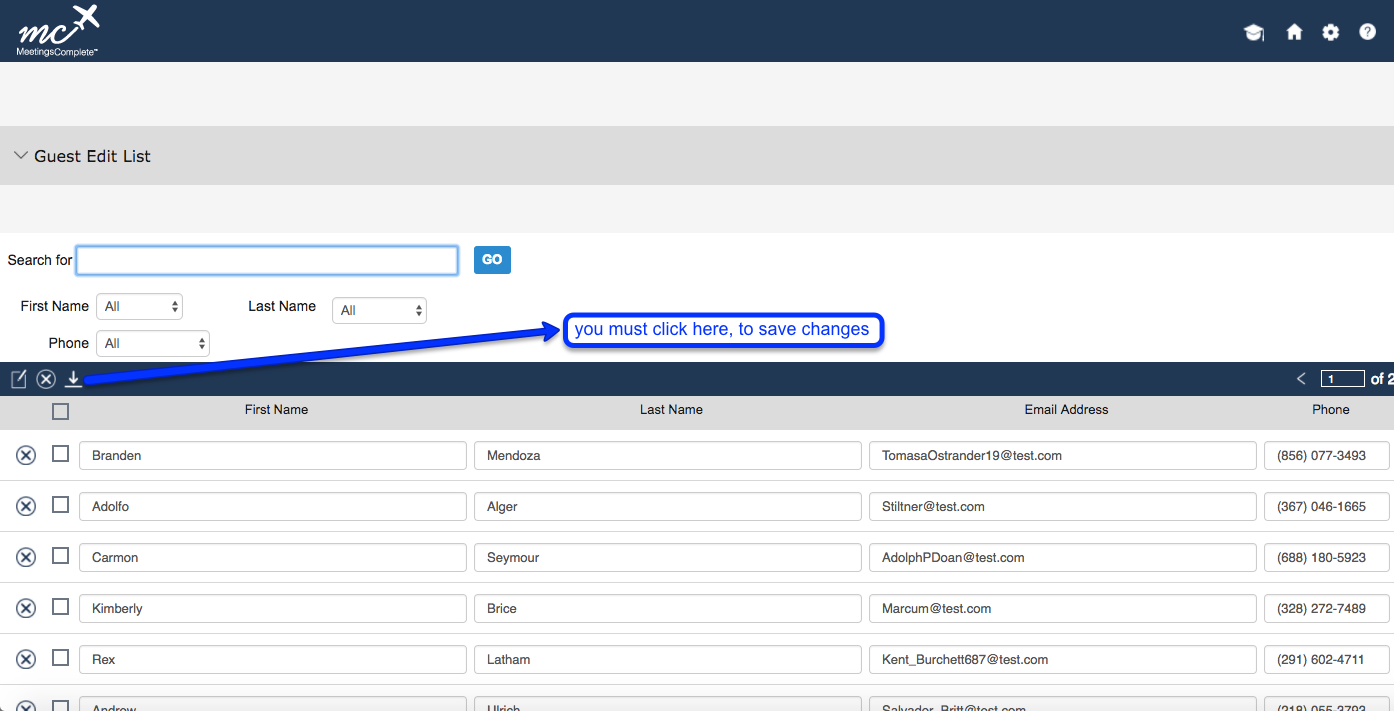 mc
MeetingsComplete™
?
Guest Edit List
Search for GO
First Name All Last Name All
you must click here, to save changes
Phone All
1 of 2
First Name Last Name Email Address Phone
Branden Mendoza TomasaOstrander19@test.com (856) 077-3493
Adolfo Alger Stiltner@test.com (367) 046-1665
Carmon Seymour AdolphPDoan@test.com (688) 180-5923
Kimberly Brice Marcum@test.com (328) 272-7489
Rex Latham Kent_Burchett687@test.com (291) 602-4711
Andrew Ulrich Salvador_Britt@test.com (218) 055-3793